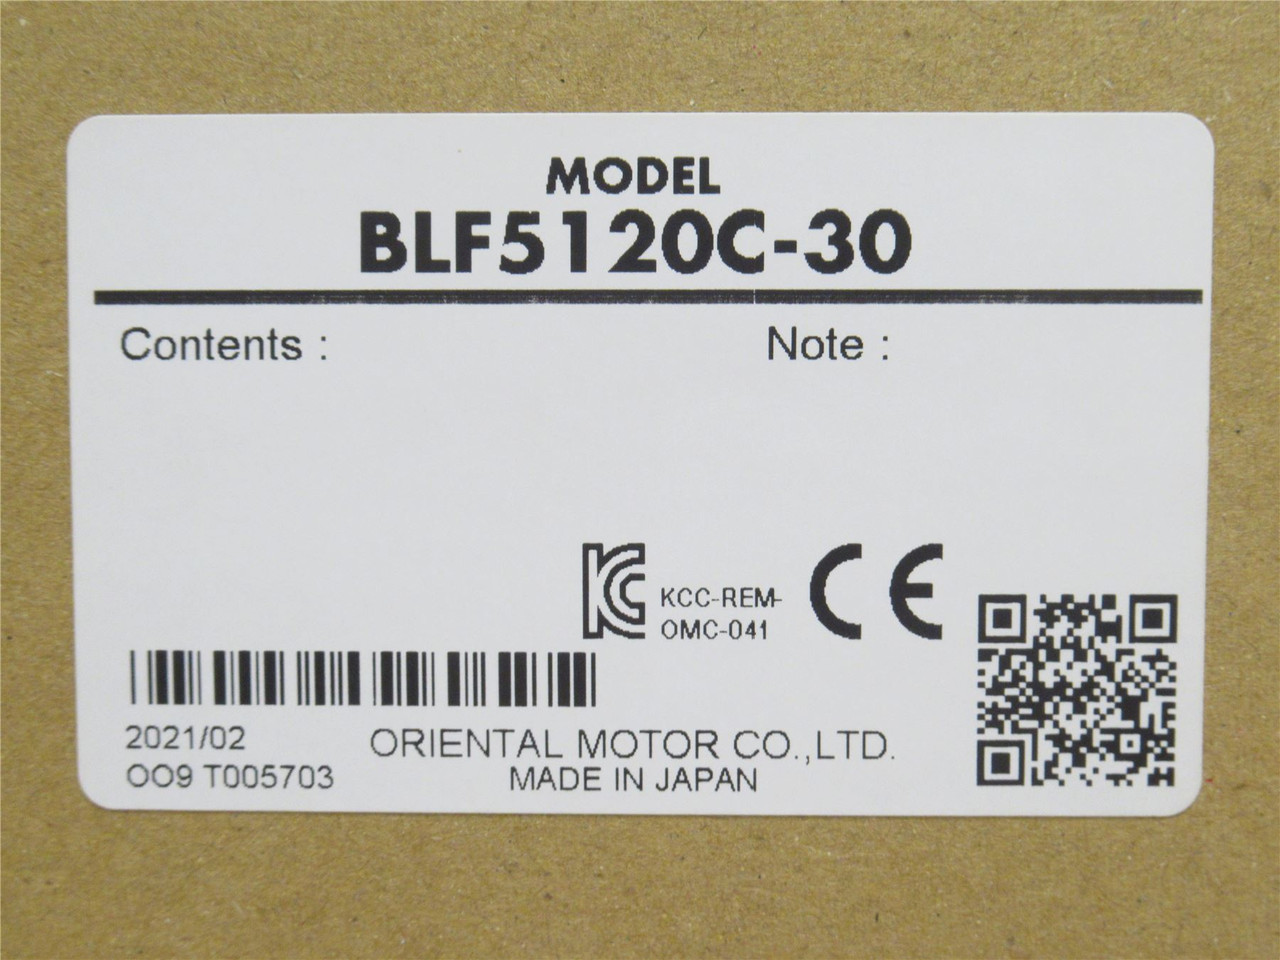 MODEL
BLF5120C-30
Contents :
Note :
KCC-REM-
OMC-041
CE
2021/02
OO9 T005703
ORIENTAL MOTOR CO.,LTD.
MADE IN JAPAN